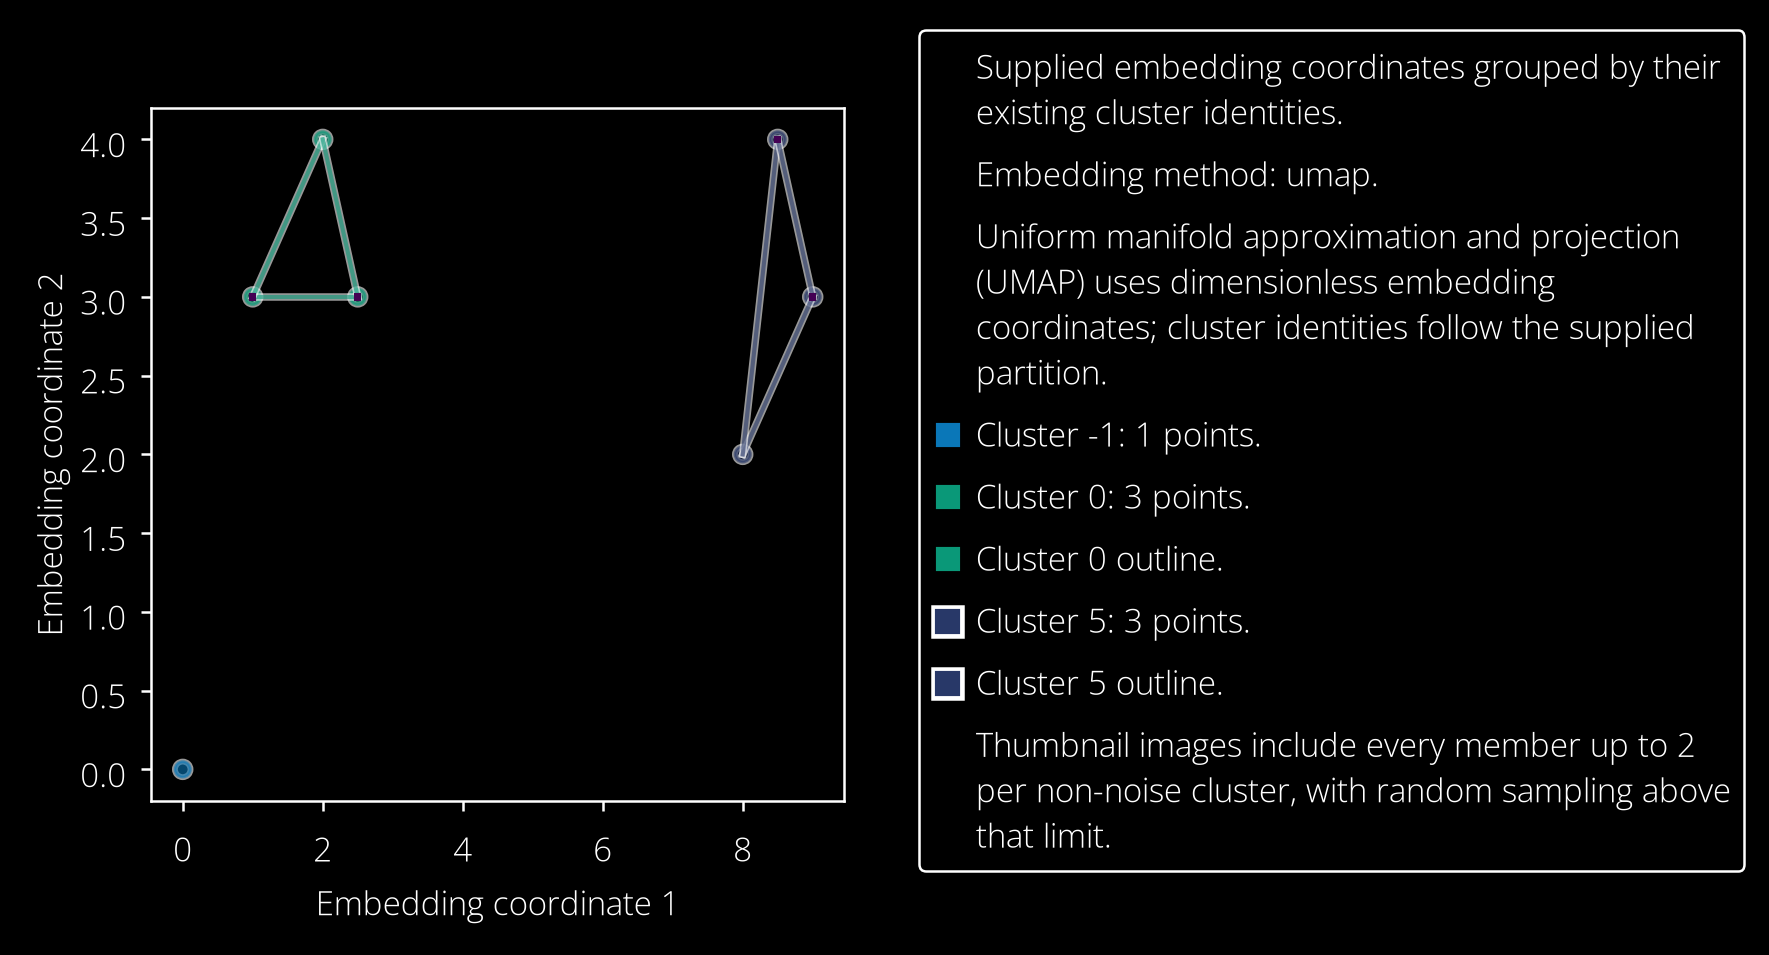 4.0
3.5
3.0
2.5
2.0
1.5
1.0
0.5
0.0
Embedding coordinate 2
0 2 4 6 8
Embedding coordinate 1
Supplied embedding coordinates grouped by their
existing cluster identities.
Embedding method: umap.
Uniform manifold approximation and projection
(UMAP) uses dimensionless embedding
coordinates; cluster identities follow the supplied
partition.
Cluster -1: 1 points.
Cluster 0: 3 points.
Cluster 0 outline.
Cluster 5: 3 points.
Cluster 5 outline.
Thumbnail images include every member up to 2
per non-noise cluster, with random sampling above
that limit.